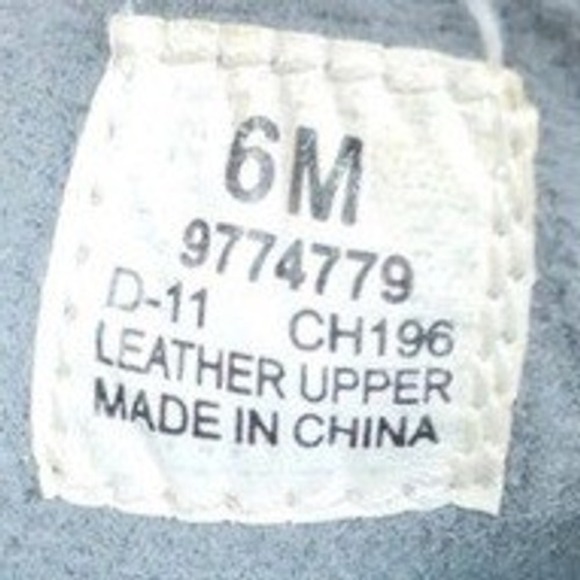 6M
9774779
D-11 CH196
LEATHER UPPER
MADE IN CHINA